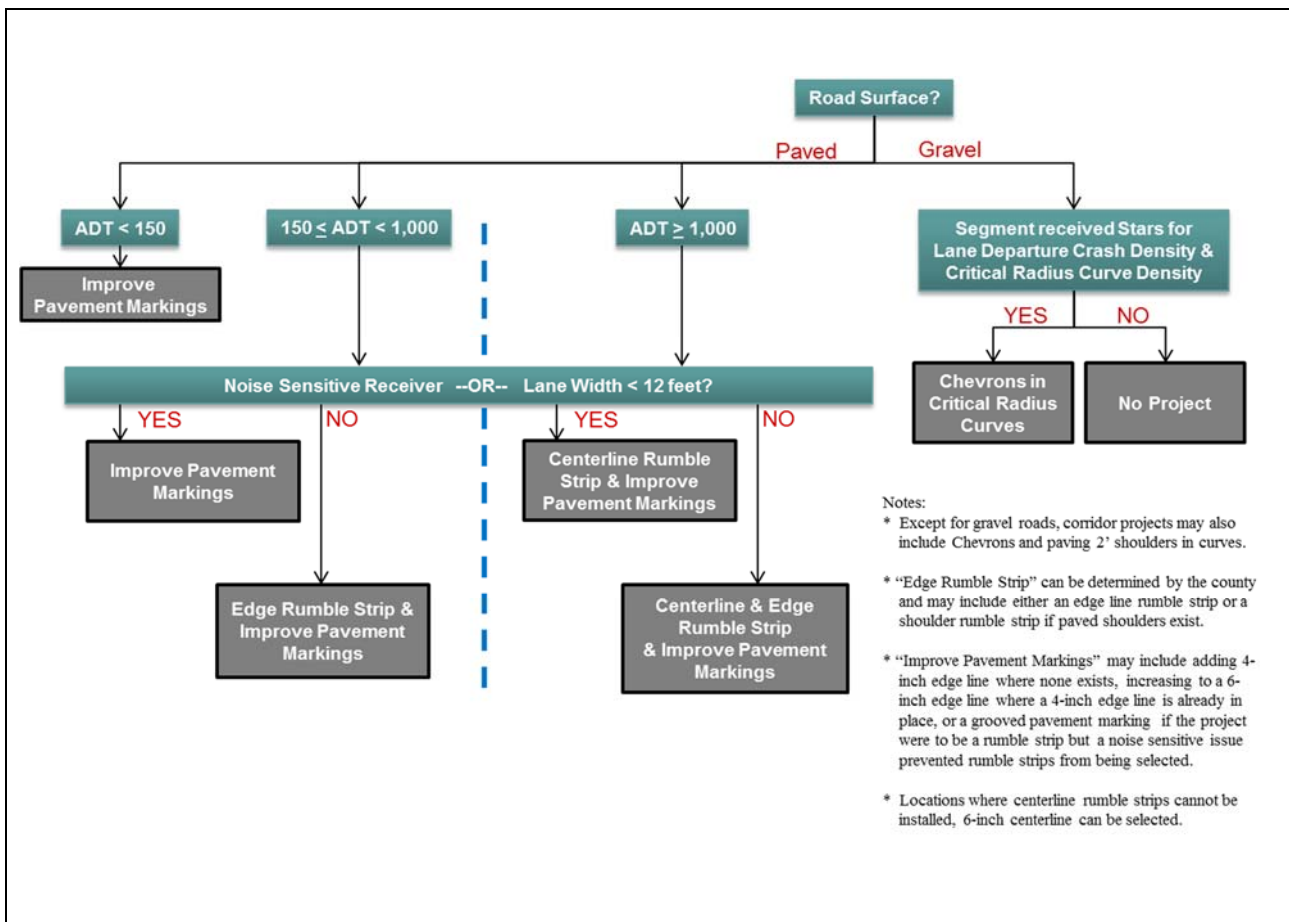 Road Surface?
Paved
Gravel
ADT < 150
150 ≤ ADT < 1,000
ADT ≥ 1,000
Segment received Stars for
Lane Departure Crash Density &
Critical Radius Curve Density
Improve
Pavement Markings
YES
NO
Noise Sensitive Receiver --OR-- Lane Width < 12 feet?
Chevrons in
Critical Radius
Curves
No Project
YES
NO
YES
NO
Improve Pavement
Markings
Centerline Rumble
Strip & Improve
Pavement Markings
Edge Rumble Strip &
Improve Pavement
Markings
Centerline & Edge
Rumble Strip
& Improve Pavement
Markings
Notes:
* Except for gravel roads, corridor projects may also
include Chevrons and paving 2' shoulders in curves.
* “Edge Rumble Strip” can be determined by the county
and may include either an edge line rumble strip or a
shoulder rumble strip if paved shoulders exist.
* “Improve Pavement Markings” may include adding 4-
inch edge line where none exists, increasing to a 6-
inch edge line where a 4-inch edge line is already in
place, or a grooved pavement marking if the project
were to be a rumble strip but a noise sensitive issue
prevented rumble strips from being selected.
* Locations where centerline rumble strips cannot be
installed, 6-inch centerline can be selected.